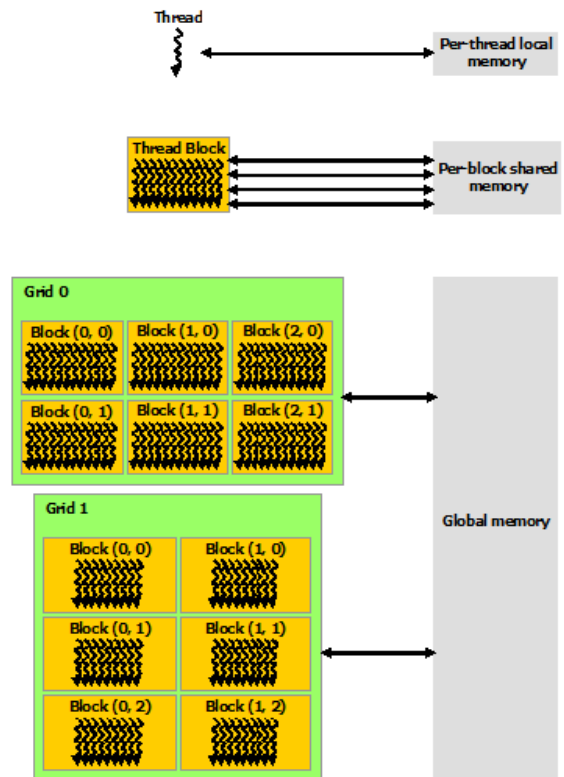 Thread
Per-thread local
memory
Thread Block
Per-block shared
memory
Grid 0
Block (0, 0)
Block (1, 0)
Block (2, 0)
Block (0, 1)
Block (1, 1)
Block (2, 1)
Global memory
Grid 1
Block (0, 0)
Block (1, 0)
Block (0, 1)
Block (1, 1)
Block (0, 2)
Block (1, 2)